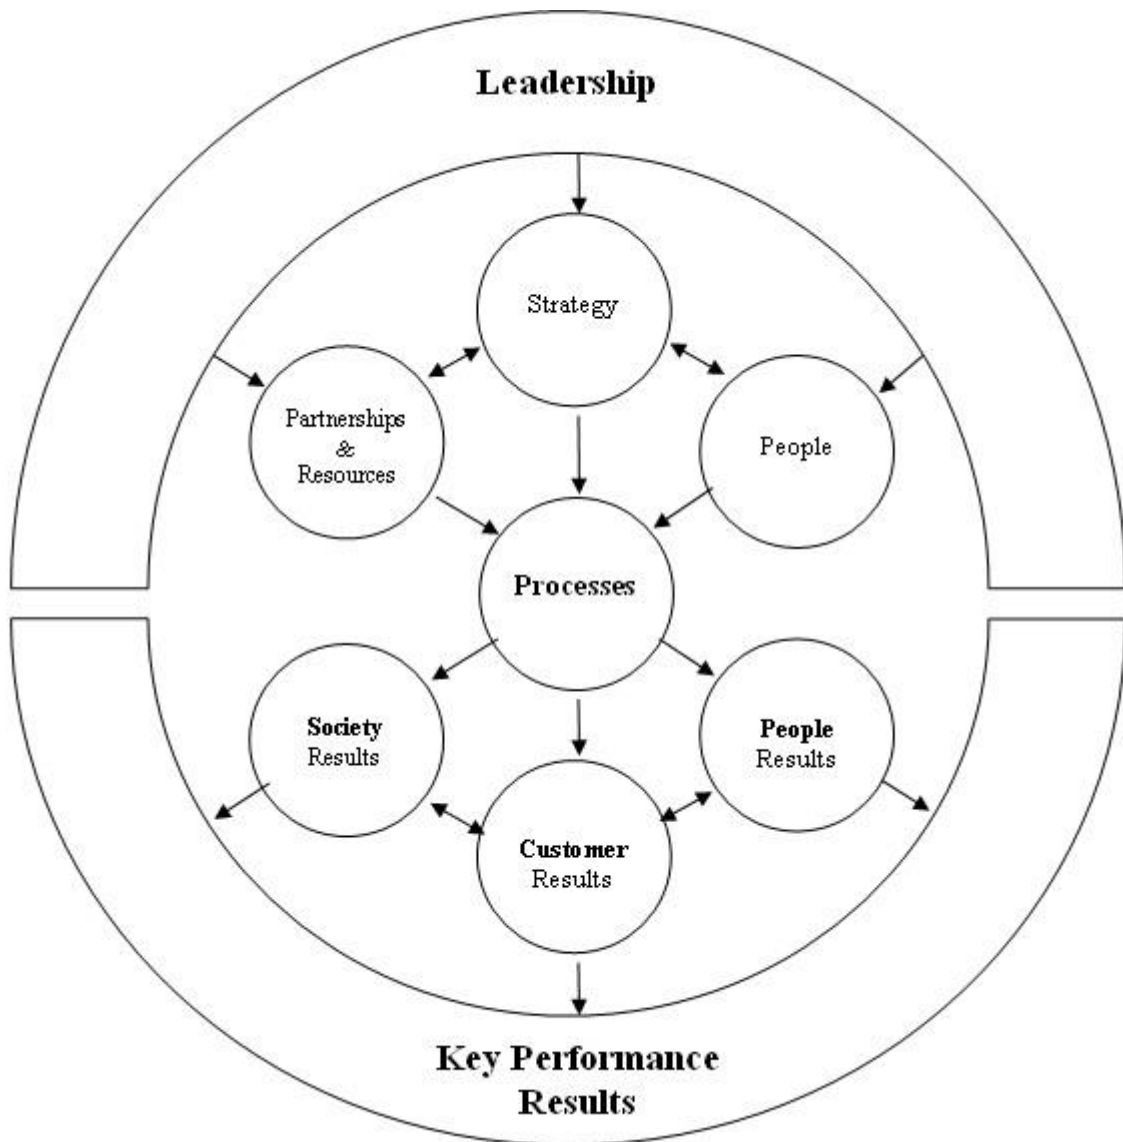 Leadership
Strategy
Partnerships
&
Resources
People
Processes
Society
Results
People
Results
Customer
Results
Key Performance
Results